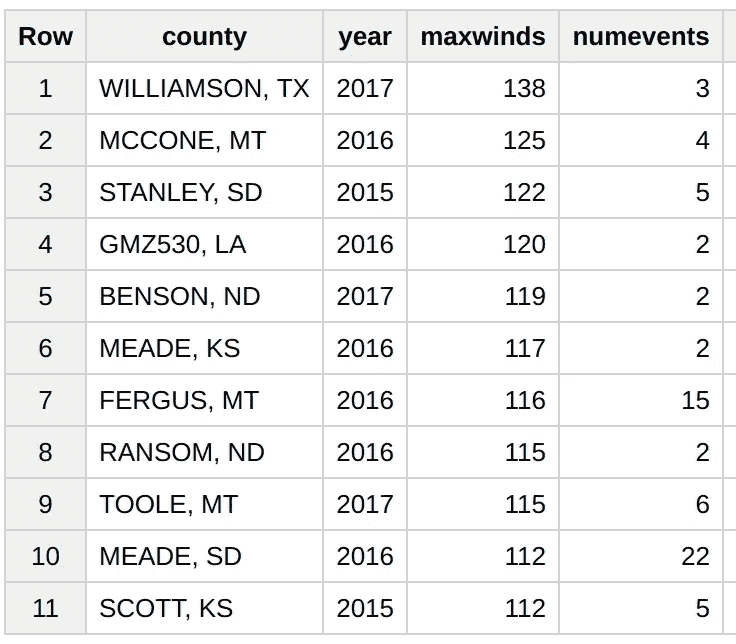 Row county year maxwinds numevents
1 WILLIAMSON, TX 2017 138 3
2 MCCONE, MT 2016 125 4
3 STANLEY, SD 2015 122 5
4 GMZ530, LA 2016 120 2
5 BENSON, ND 2017 119 2
6 MEADE, KS 2016 117 2
7 FERGUS, MT 2016 116 15
8 RANSOM, ND 2016 115 2
9 TOOLE, MT 2017 115 6
10 MEADE, SD 2016 112 22
11 SCOTT, KS 2015 112 5